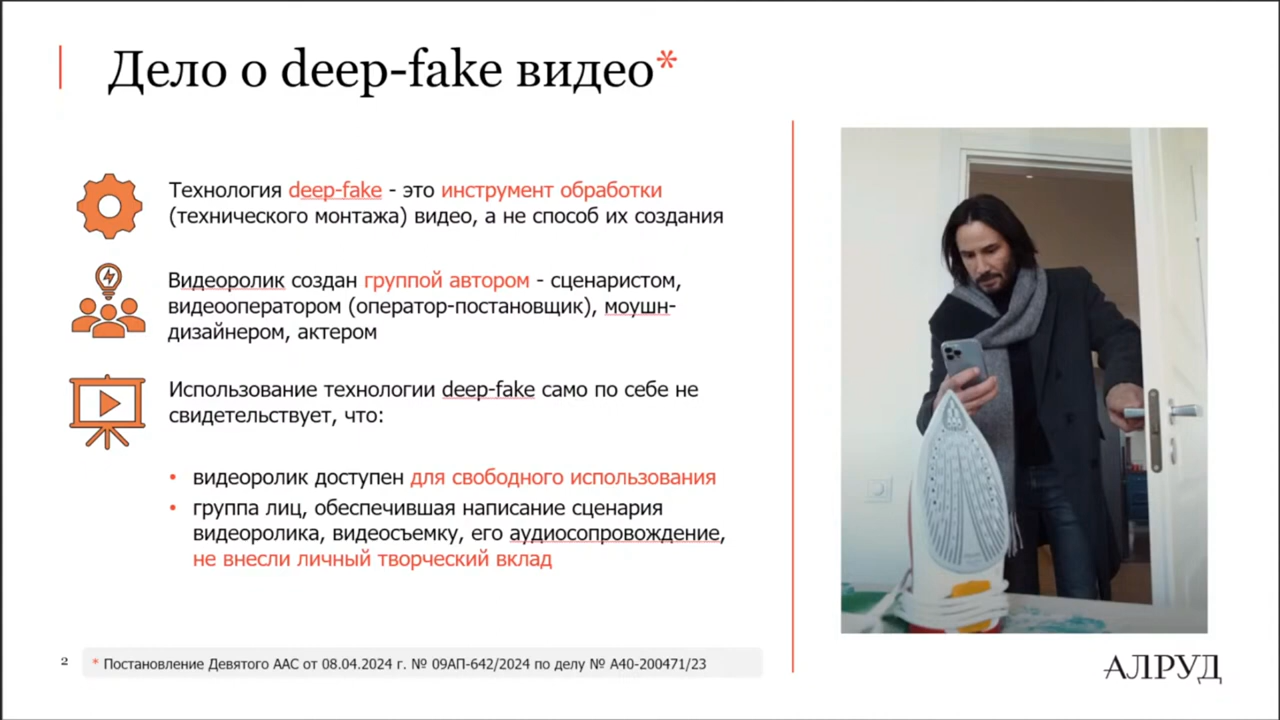 Дело о deep-fake видео*
Технология deep-fake - это инструмент обработки
(технического монтажа) видео, а не способ их создания
Видеоролик создан группой автором - сценаристом,
видеооператором (оператор-постановщик), моушн-
дизайнером, актером
Использование технологии deep-fake само по себе не
свидетельствует, что:
• видеоролик доступен для свободного использования
• группа лиц, обеспечившая написание сценария
видеоролика, видеосъемку, его аудиосопровождение,
не внесли личный творческий вклад
2
* Постановление Девятого ААС от 08.04.2024 г. № 09АП-642/2024 по делу № А40-200471/23
АЛРУД